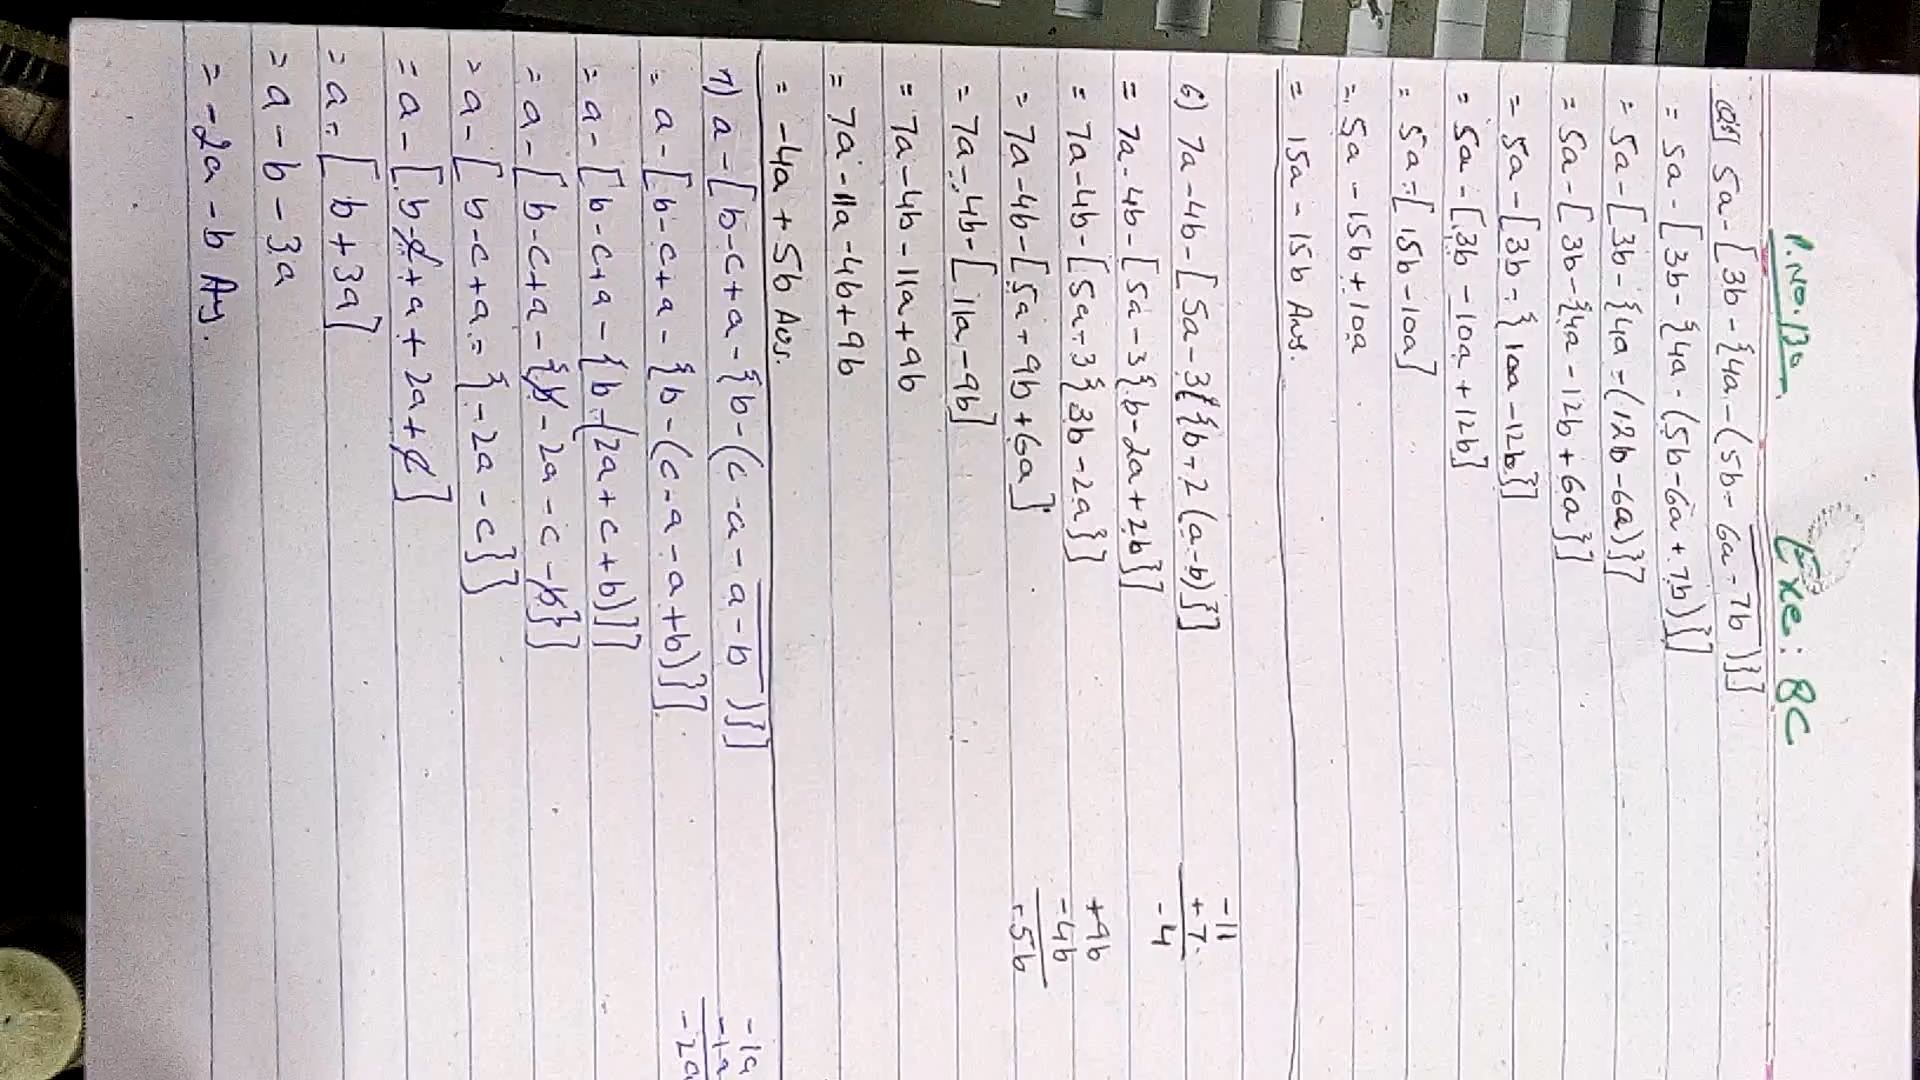 P.No. 130 Exe: 8C
Q5) 5a-[3b-{4a-(5b-6a-7b)}]
= 5a-[3b-{4a-(5b-6a+7b)}]
= 5a-[3b-{4a-(12b-6a)}]
= 5a-[3b-{4a-12b+6a}]
= 5a-[3b-{10a-12b}]
= 5a-[3b-10a+12b]
= 5a-[15b-10a]
= 5a-15b+10a
= 15a-15b Ans.
6) 7a-4b-[5a-3{b-2(a-b)}]
= 7a-4b-[5a-3{b-2a+2b}]
= 7a-4b-[5a-3{3b-2a}]
= 7a-4b-[5a-9b+6a]
= 7a-4b-[11a-9b]
= 7a-4b-11a+9b
= 7a-11a-4b+9b
= -4a+5b Ans.
-11
+7
-4
+9b
-4b
-5b
7) a-[b-c+a-{b-(c-a-a-b)}]
= a-[b-c+a-{b-(c-a-a+b)}]
= a-[b-c+a-{b-(2a+c+b)}]
= a-[b-c+a-{b-2a-c-b}]
= a-[b-c+a-{-2a-c}]
= a-[b-c+a+2a+c]
= a-[b+3a]
= a-b-3a
= -2a-b Ans.
-1a
-1a
-2a